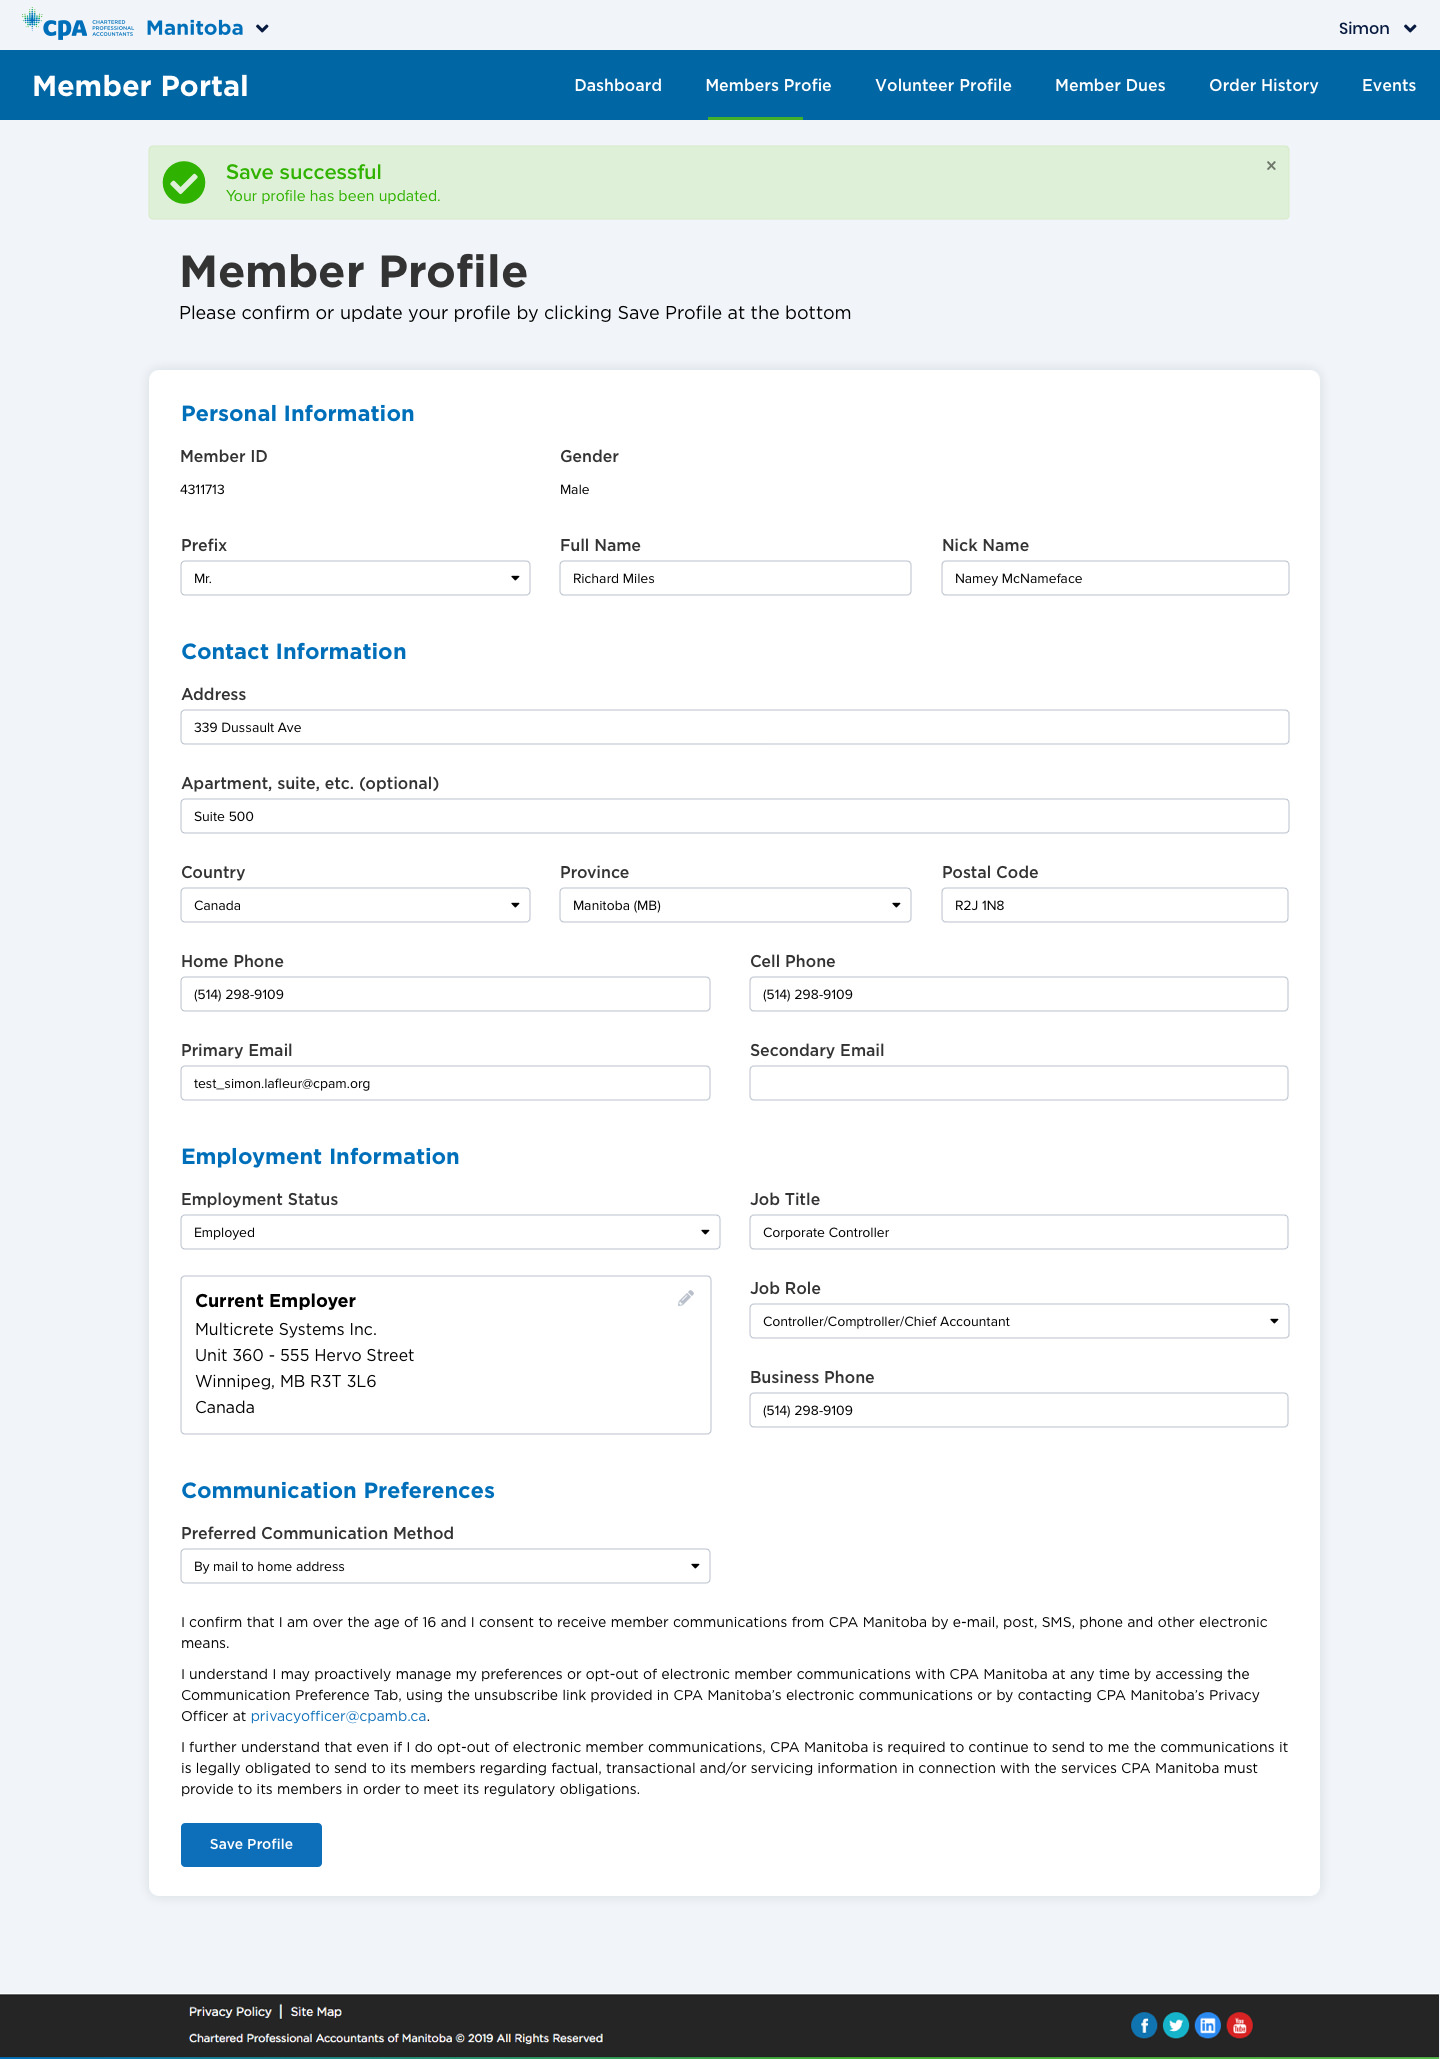 CPA CHARTERED PROFESSIONAL ACCOUNTANTS Manitoba
Simon
Member Portal
Dashboard
Members Profie
Volunteer Profile
Member Dues
Order History
Events
Save successful
Your profile has been updated.
×
Member Profile
Please confirm or update your profile by clicking Save Profile at the bottom
Personal Information
Member ID
Gender
4311713
Male
Prefix
Full Name
Nick Name
Mr.
Richard Miles
Namey McNameface
Contact Information
Address
339 Dussault Ave
Apartment, suite, etc. (optional)
Suite 500
Country
Province
Postal Code
Canada
Manitoba (MB)
R2J 1N8
Home Phone
Cell Phone
(514) 298-9109
(514) 298-9109
Primary Email
Secondary Email
test_simon.lafleur@cpam.org
Employment Information
Employment Status
Job Title
Employed
Corporate Controller
Current Employer
Multicrete Systems Inc.
Unit 360 - 555 Hervo Street
Winnipeg, MB R3T 3L6
Canada
Job Role
Controller/Comptroller/Chief Accountant
Business Phone
(514) 298-9109
Communication Preferences
Preferred Communication Method
By mail to home address
I confirm that I am over the age of 16 and I consent to receive member communications from CPA Manitoba by e-mail, post, SMS, phone and other electronic
means.
I understand I may proactively manage my preferences or opt-out of electronic member communications with CPA Manitoba at any time by accessing the
Communication Preference Tab, using the unsubscribe link provided in CPA Manitoba's electronic communications or by contacting CPA Manitoba's Privacy
Officer at privacyofficer@cpamb.ca.
I further understand that even if I do opt-out of electronic member communications, CPA Manitoba is required to continue to send to me the communications it
is legally obligated to send to its members regarding factual, transactional and/or servicing information in connection with the services CPA Manitoba must
provide to its members in order to meet its regulatory obligations.
Save Profile
Privacy Policy | Site Map
Chartered Professional Accountants of Manitoba © 2019 All Rights Reserved
f
in
You Tube